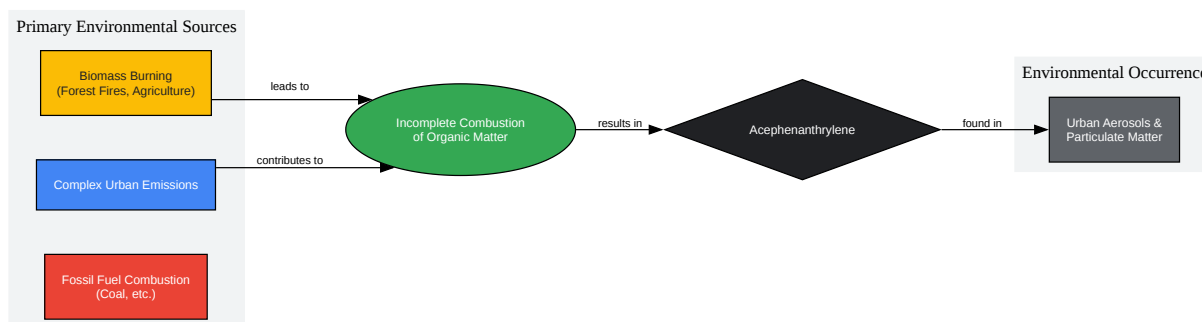 Primary Environmental Sources
Biomass Burning
(Forest Fires, Agriculture)
leads to
Complex Urban Emissions
contributes to
Fossil Fuel Combustion
(Coal, etc.)
Incomplete Combustion
of Organic Matter
results in
Acephenanthrylene
found in
Environmental Occurrence
Urban Aerosols &
Particulate Matter